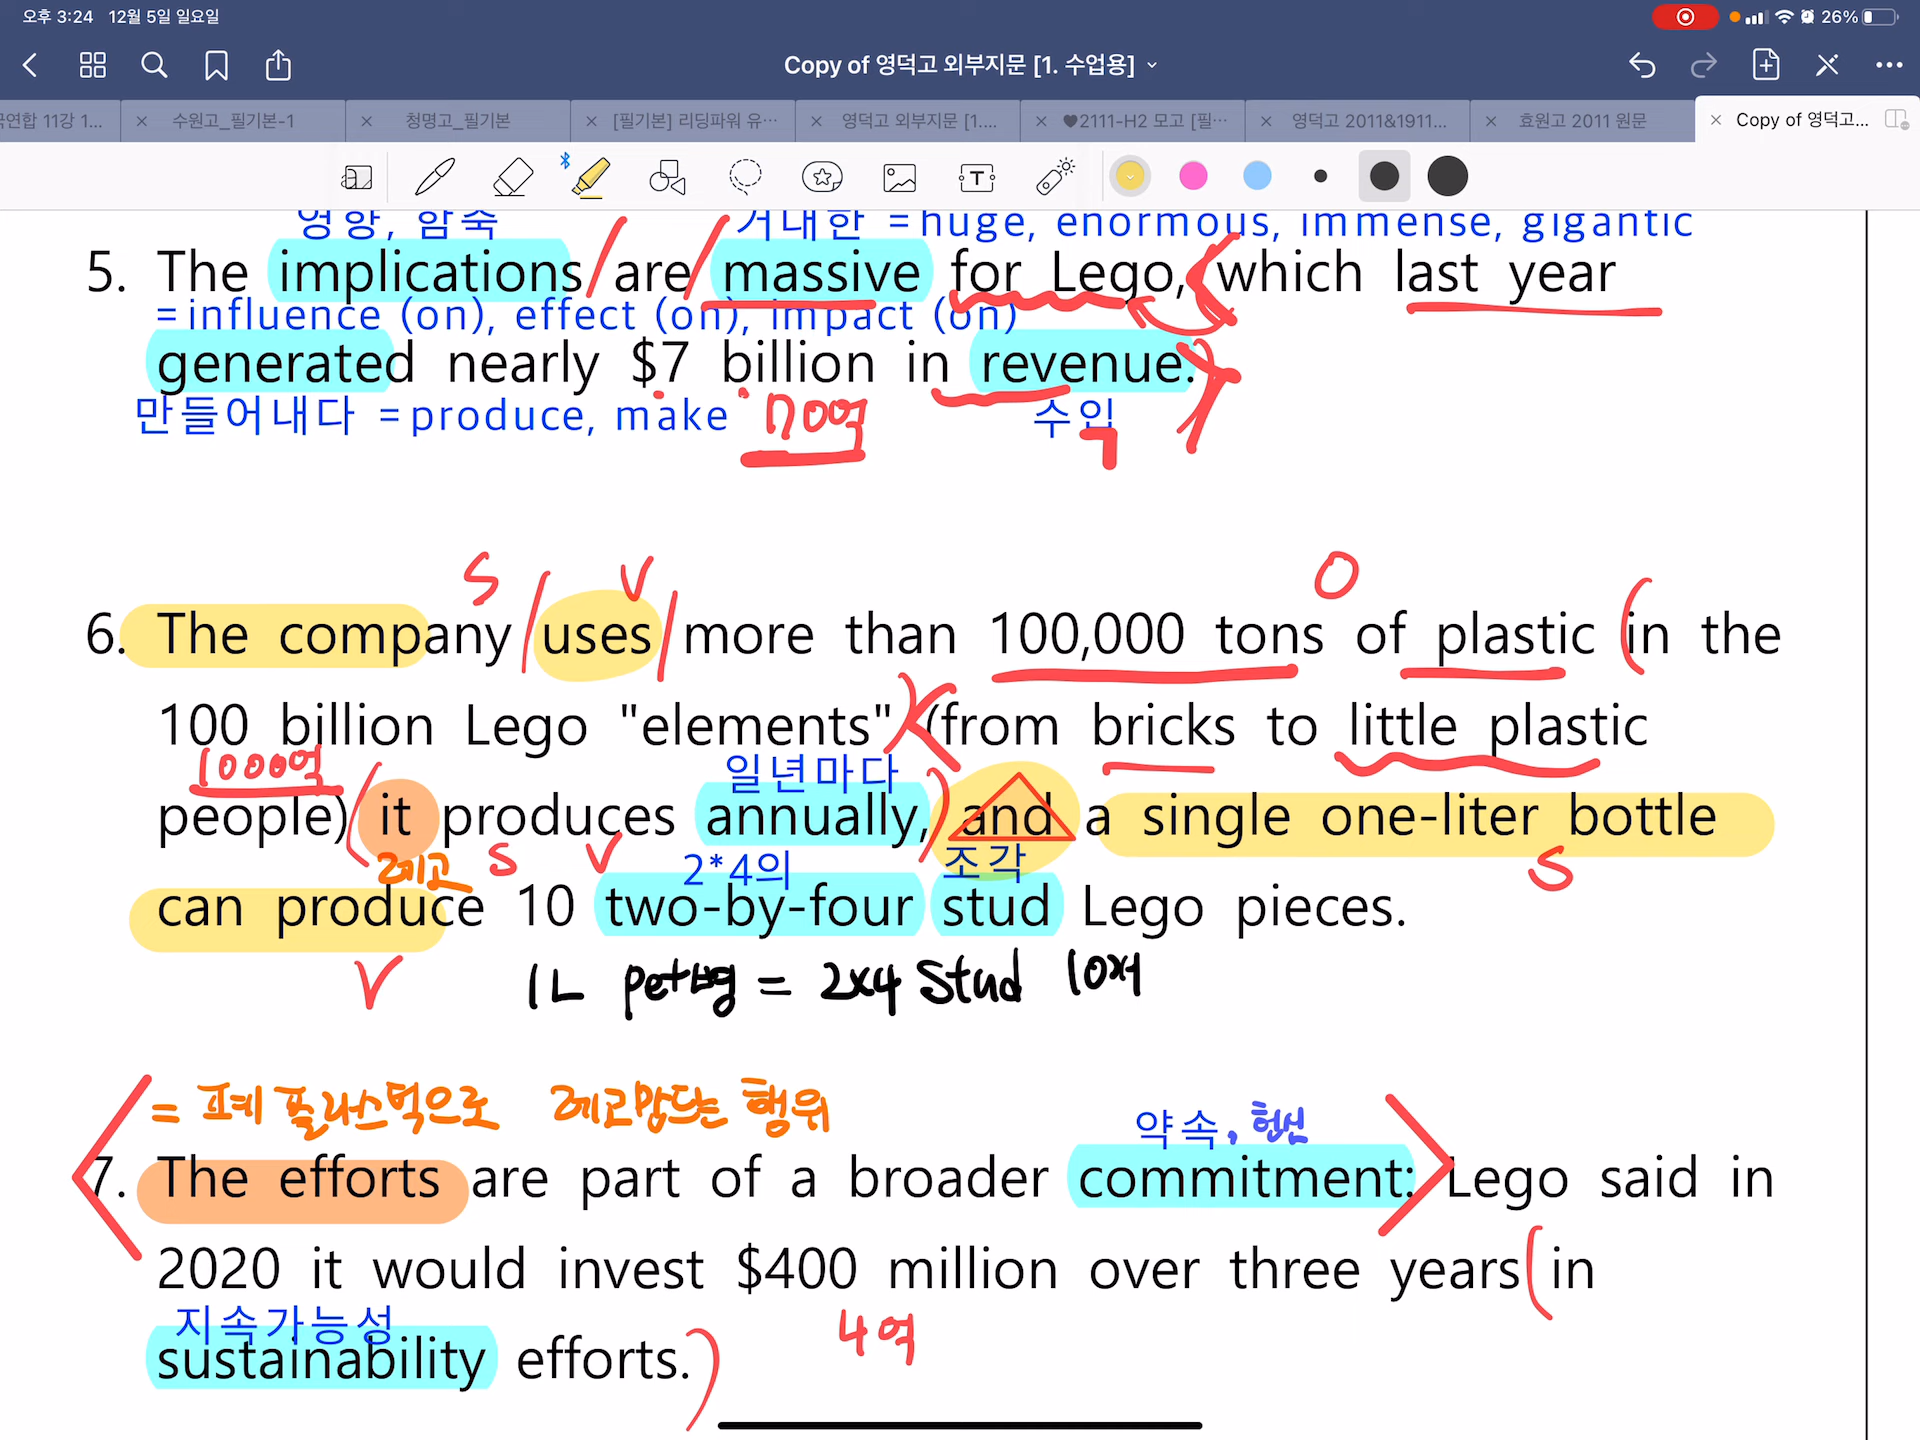 오후 3:24 12월 5일 일요일
26%
Copy of 영덕고 외부지문 [1. 수업용]
국연합 11강 1...
수원고_필기본-1
청명고_필기본
[필기본] 리딩파워 유...
영덕고 외부지문 [1....
♥2111-H2 모고 [필...
영덕고 2011&1911...
효원고 2011 원문
Copy of 영덕고...
영향, 함축 거대한 =huge, enormous, immense, gigantic
5. The implications are massive for Lego, which last year
=influence (on), effect (on), impact (on)
generated nearly $7 billion in revenue.
만들어내다 =produce, make 70억 수입
S V O
6. The company uses more than 100,000 tons of plastic in the
100 billion Lego "elements" (from bricks to little plastic
1000억 일년마다
people) it produces annually, and a single one-liter bottle
레고 S V 2*4의 조각 S
can produce 10 two-by-four stud Lego pieces.
V 1L pet병 = 2x4 Stud 10개
= 폐플라스틱으로 레고만드는 행위
약속, 헌신
7. The efforts are part of a broader commitment: Lego said in
2020 it would invest $400 million over three years in
지속가능성 4억
sustainability efforts.